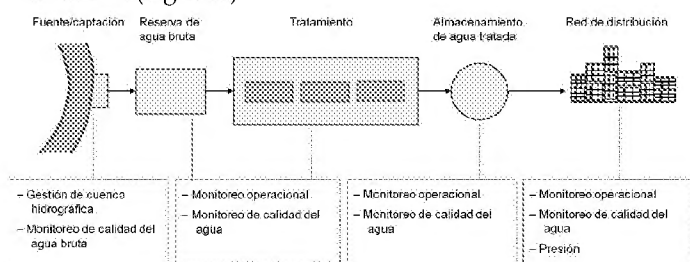 Fuente/captación
Reserva de
agua bruta
Tratamiento
Almacenamiento
de agua tratada
Red de distribución
– Gestión de cuenca
hidrográfica
– Monitoreo de calidad del
agua bruta
– Monitoreo operacional
– Monitoreo de calidad del
agua
– Monitoreo operacional
– Monitoreo de calidad del
agua
– Monitoreo operacional
– Monitoreo de calidad del
agua
– Presión